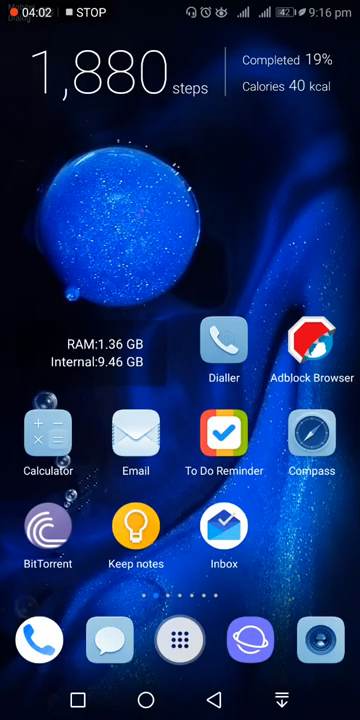 04:02 STOP 42 9:16 pm
1,880 steps
Completed 19%
Calories 40 kcal
RAM:1.36 GB
Internal:9.46 GB
Dialler Adblock Browser
Calculator Email To Do Reminder Compass
BitTorrent Keep notes Inbox